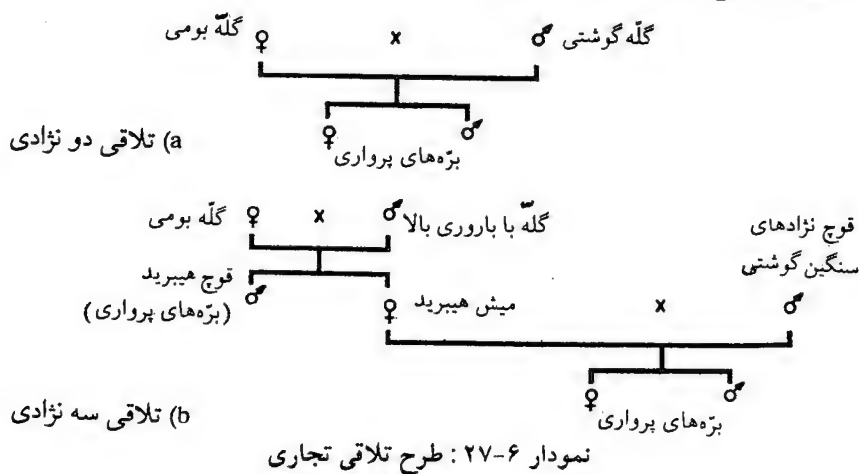 گلّه بومی ♀ x ♂ گلّه گوشتی
♀ ♂
برّه‌های پرواری
a) تلاقی دو نژادی
گلّه بومی ♀ x ♂ گلّه با باروری بالا
قوچ هیبرید ♂
(برّه‌های پرواری)
♀ میش هیبرید
x
قوچ نژادهای
سنگین گوشتی
♂
♀ ♂
برّه‌های پرواری
b) تلاقی سه نژادی
نمودار ۶-۲۷ : طرح تلاقی تجاری